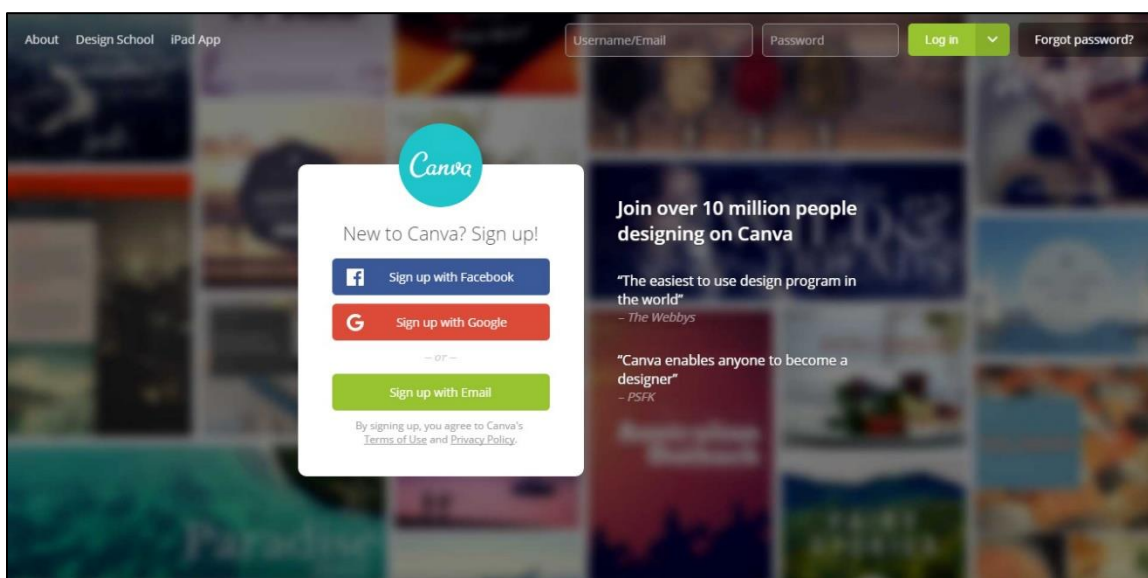 About Design School iPad App
Username/Email Password Log in Forgot password?
Canva
New to Canva? Sign up!
Sign up with Facebook
G Sign up with Google
– or –
Sign up with Email
By signing up, you agree to Canva's
Terms of Use and Privacy Policy.
Join over 10 million people
designing on Canva
“The easiest to use design program in
the world”
– The Webbys
“Canva enables anyone to become a
designer”
– PSFK
Paradise